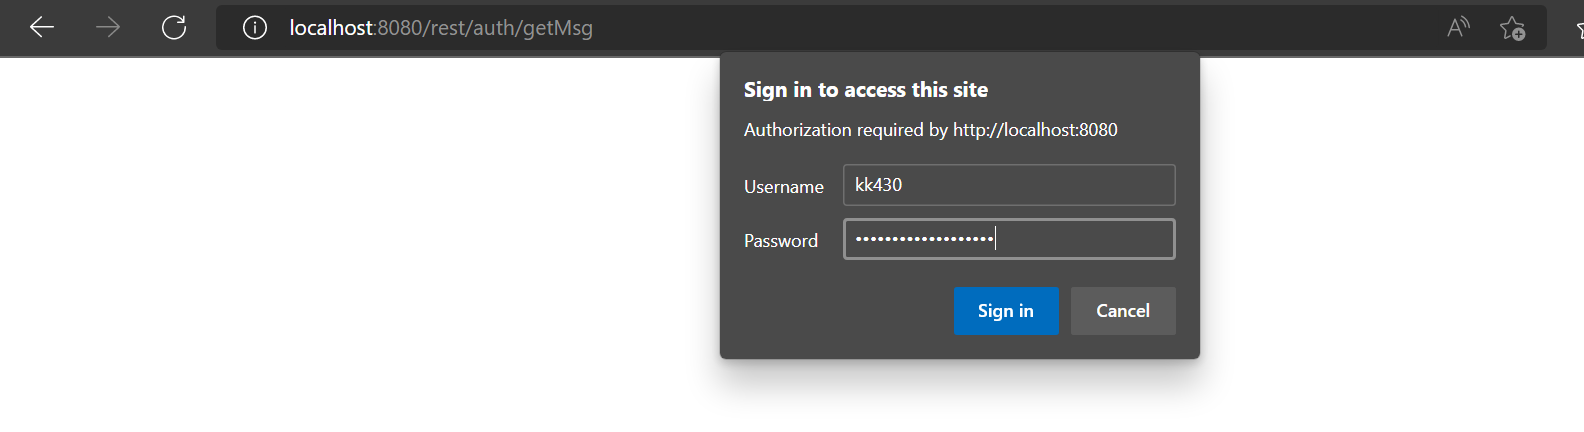 localhost:8080/rest/auth/getMsg
Sign in to access this site
Authorization required by http://localhost:8080
Username kk430
Password •••••••••••••••••••
Sign in Cancel